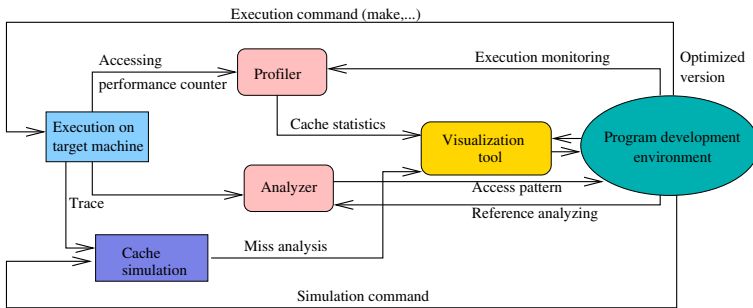 Execution command (make,...)
Accessing
performance counter
Profiler
Execution monitoring
Optimized
version
Execution on
target machine
Cache statistics
Visualization
tool
Program development
environment
Analyzer
Access pattern
Trace
Reference analyzing
Cache
simulation
Miss analysis
Simulation command